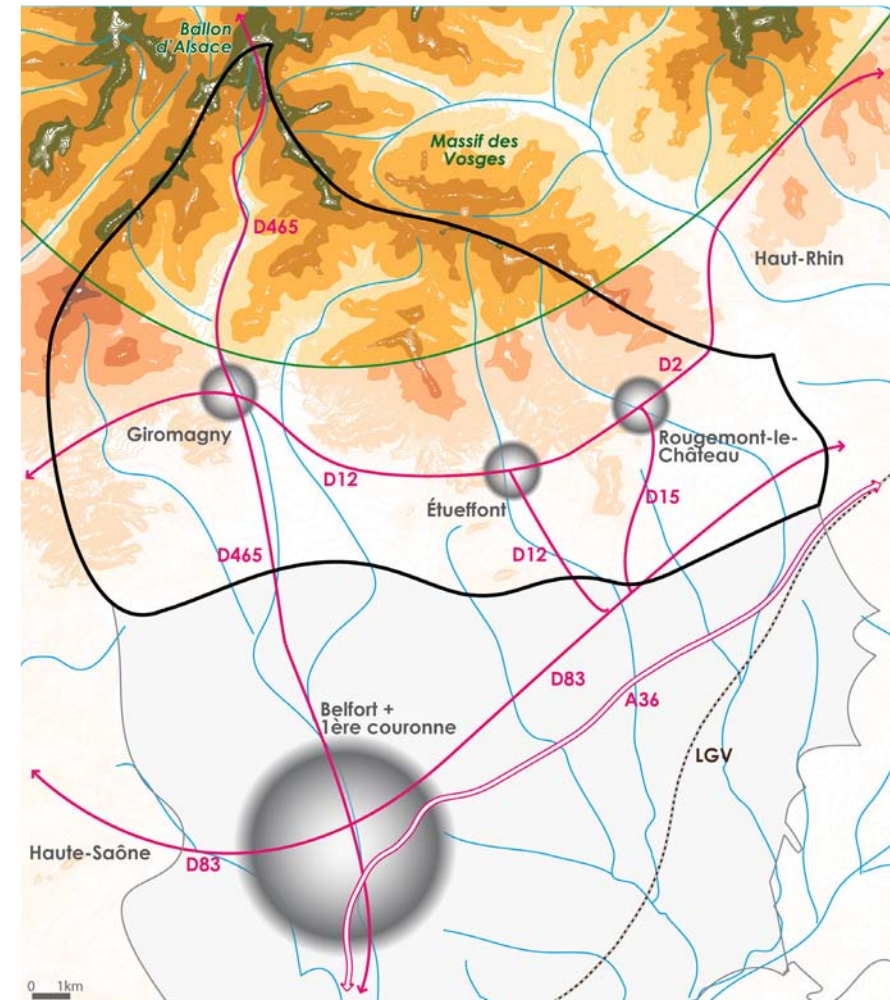 Ballon
d'Alsace
Massif des
Vosges
D465
Haut-Rhin
D2
Giromagny
Rougemont-le-
Château
D12
Étueffont
D15
D465
D12
D83
A36
Belfort +
1ère couronne
LGV
Haute-Saône
D83
0 1km